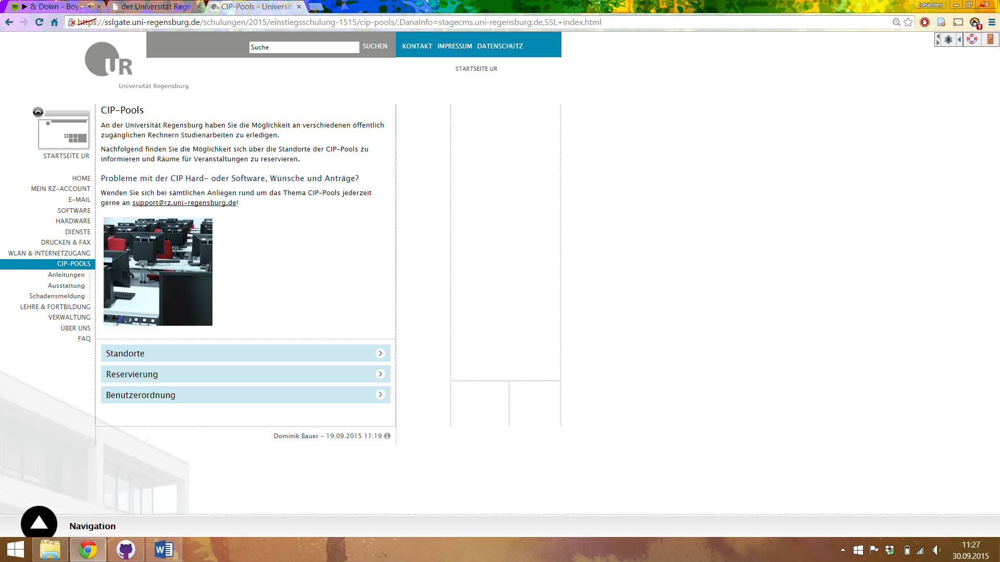 ▶ & Down - Boys
der Universität Rege
CIP-Pools - Universit
johannes
https://sslgate.uni-regensburg.de/schulungen/2015/einstiegsschulung-1515/cip-pools/,DanaInfo=stagecms.uni-regensburg.de,SSL+index.html
1
Suche
SUCHEN
KONTAKT IMPRESSUM DATENSCHUTZ
STARTSEITE UR
UR
Universität Regensburg
STARTSEITE UR
HOME
MEIN RZ-ACCOUNT
E-MAIL
SOFTWARE
HARDWARE
DIENSTE
DRUCKEN & FAX
WLAN & INTERNETZUGANG
CIP-POOLS
Anleitungen
Ausstattung
Schadensmeldung
LEHRE & FORTBILDUNG
VERWALTUNG
ÜBER UNS
FAQ
CIP-Pools
An der Universität Regensburg haben Sie die Möglichkeit an verschiedenen öffentlich
zugänglichen Rechnern Studienarbeiten zu erledigen.
Nachfolgend finden Sie die Möglichkeit sich über die Standorte der CIP-Pools zu
informieren und Räume für Veranstaltungen zu reservieren.
Probleme mit der CIP Hard- oder Software, Wünsche und Anträge?
Wenden Sie sich bei sämtlichen Anliegen rund um das Thema CIP-Pools jederzeit
gerne an support@rz.uni-regensburg.de!
Standorte
Reservierung
Benutzerordnung
Dominik Bauer - 19.09.2015 11:19
Navigation
11:27
30.09.2015